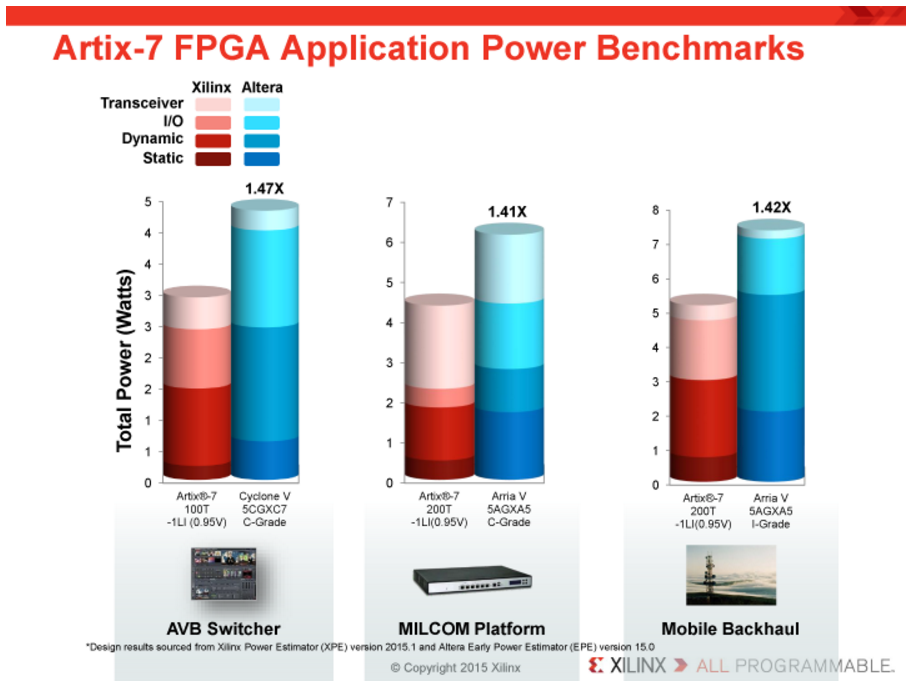 Artix-7 FPGA Application Power Benchmarks
Xilinx Altera
Transceiver
I/O
Dynamic
Static
Total Power (Watts)
1.47X
5
4
4
3
3
2
2
1
1
0
Artix®-7
100T
-1LI (0.95V)
Cyclone V
5CGXC7
C-Grade
AVB Switcher
1.41X
7
6
5
4
3
2
1
0
Artix®-7
200T
-1LI(0.95V)
Arria V
5AGXA5
C-Grade
MILCOM Platform
1.42X
8
7
6
5
4
3
2
1
0
Artix®-7
200T
-1LI(0.95V)
Arria V
5AGXA5
I-Grade
Mobile Backhaul
*Design results sourced from Xilinx Power Estimator (XPE) version 2015.1 and Altera Early Power Estimator (EPE) version 15.0
© Copyright 2015 Xilinx
XILINX ALL PROGRAMMABLE.